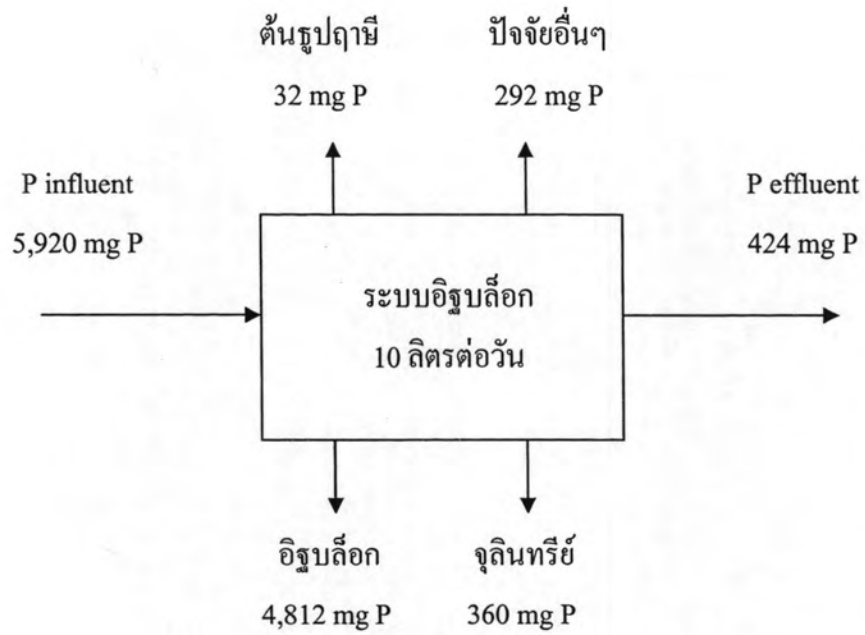 ต้นธูปฤาษี
32 mg P
ปัจจัยอื่นๆ
292 mg P
P influent
5,920 mg P
P effluent
424 mg P
ระบบอิฐบล็อก
10 ลิตรต่อวัน
อิฐบล็อก
4,812 mg P
จุลินทรีย์
360 mg P